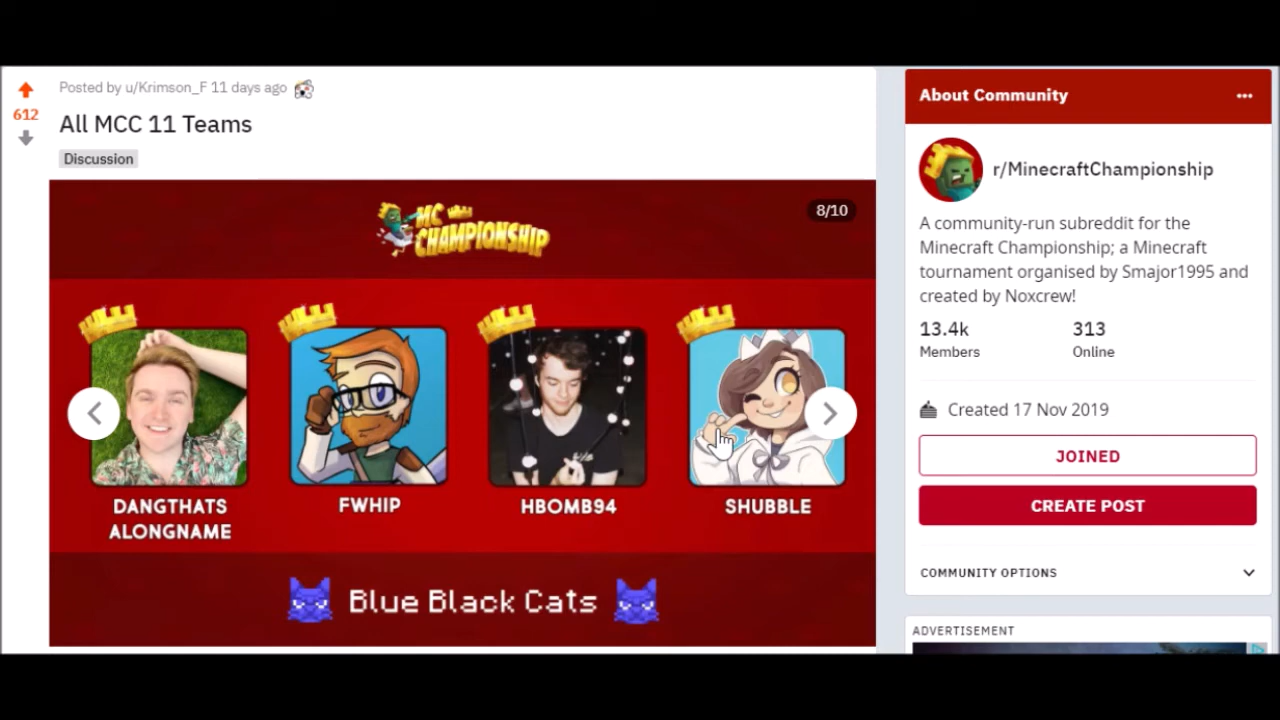 Posted by u/Krimson_F 11 days ago
612
All MCC 11 Teams
Discussion
MC
CHAMPIONSHIP
8/10
DANGTHATS
ALONGNAME
FWHIP
HBOMB94
SHUBBLE
Blue Black Cats
About Community
r/MinecraftChampionship
A community-run subreddit for the
Minecraft Championship; a Minecraft
tournament organised by Smajor1995 and
created by Noxcrew!
13.4k
Members
313
Online
Created 17 Nov 2019
JOINED
CREATE POST
COMMUNITY OPTIONS
ADVERTISEMENT